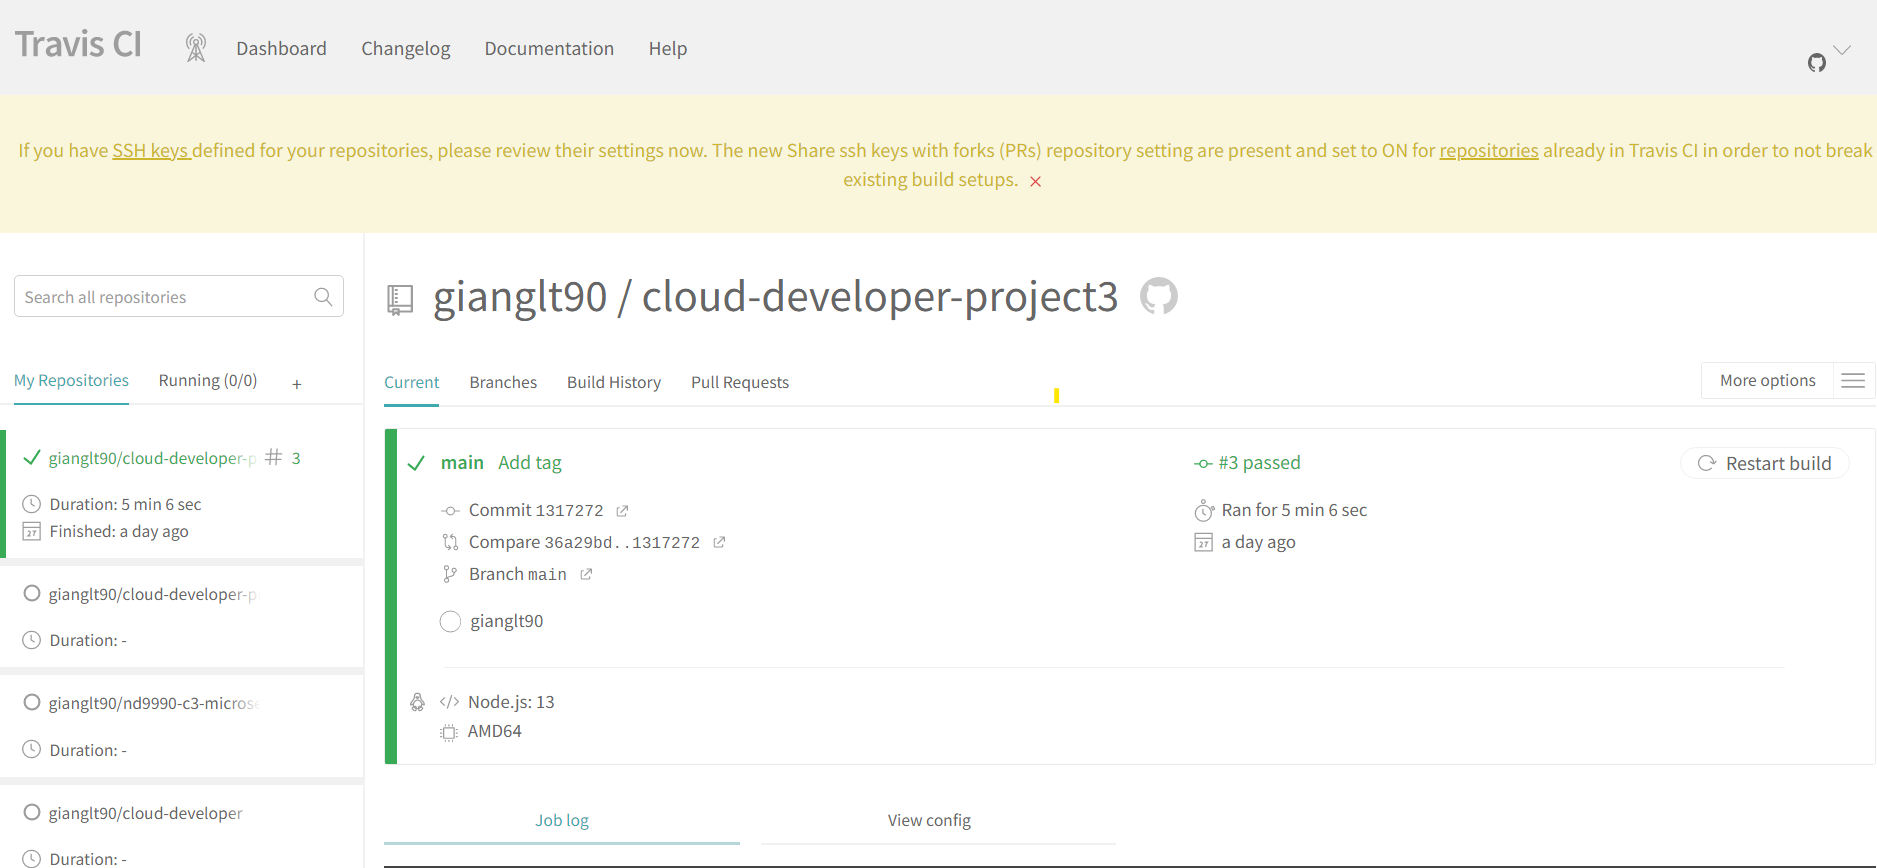 Travis CI
Dashboard
Changelog
Documentation
Help
If you have SSH keys defined for your repositories, please review their settings now. The new Share ssh keys with forks (PRs) repository setting are present and set to ON for repositories already in Travis CI in order to not break
existing build setups.
Search all repositories
My Repositories
Running (0/0)
+
gianglt90/cloud-developer-p
# 3
Duration: 5 min 6 sec
27
Finished: a day ago
gianglt90/cloud-developer-p
Duration: -
gianglt90/nd9990-c3-microse
Duration: -
gianglt90/cloud-developer
Duration: -
gianglt90 / cloud-developer-project3
Current
Branches
Build History
Pull Requests
More options
main
Add tag
#3 passed
Restart build
Commit 1317272
Ran for 5 min 6 sec
Compare 36a29bd..1317272
27
a day ago
Branch main
gianglt90
</> Node.js: 13
AMD64
Job log
View config